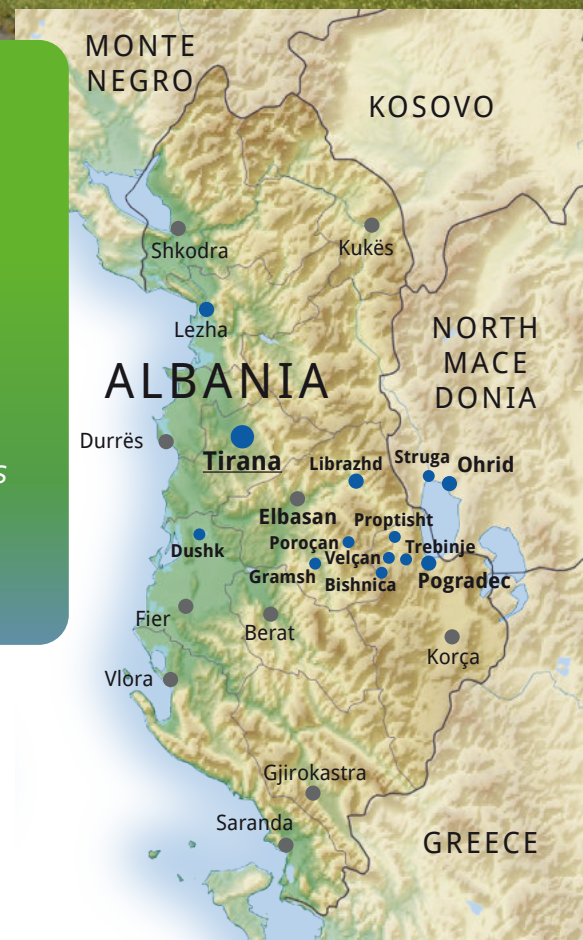 MONTE
NEGRO
KOSOVO
Shkodra
Kukës
Lezha
NORTH
MACE
DONIA
ALBANIA
Durrës
Tirana
Librazhd
Struga
Ohrid
s
Elbasan
Proptisht
Dushk
Poroçan
Velçan
Trebinje
Gramsh
Bishnica
Pogradec
Fier
Berat
Korça
Vlora
Gjirokastra
Saranda
GREECE